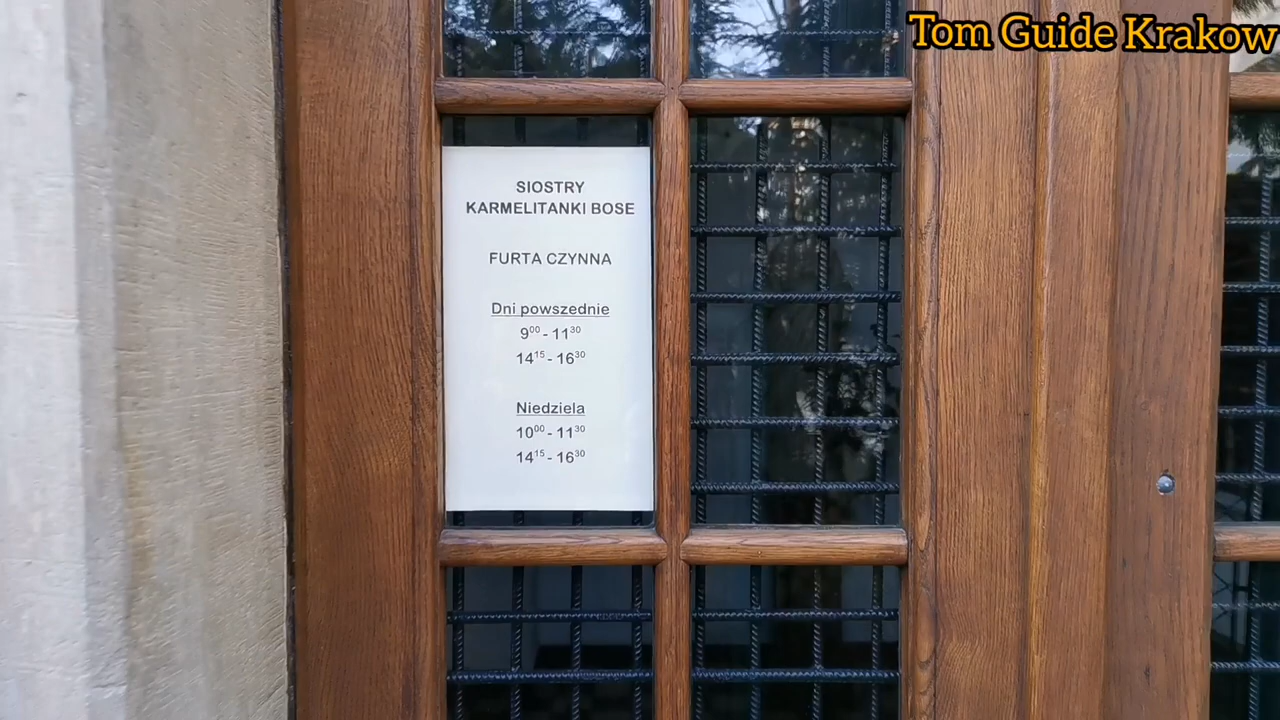 Tom Guide Krakow
SIOSTRY
KARMELITANKI BOSE
FURTA CZYNNA
Dni powszednie
9⁰⁰ - 11³⁰
14¹⁵ - 16³⁰
Niedziela
10⁰⁰ - 11³⁰
14¹⁵ - 16³⁰